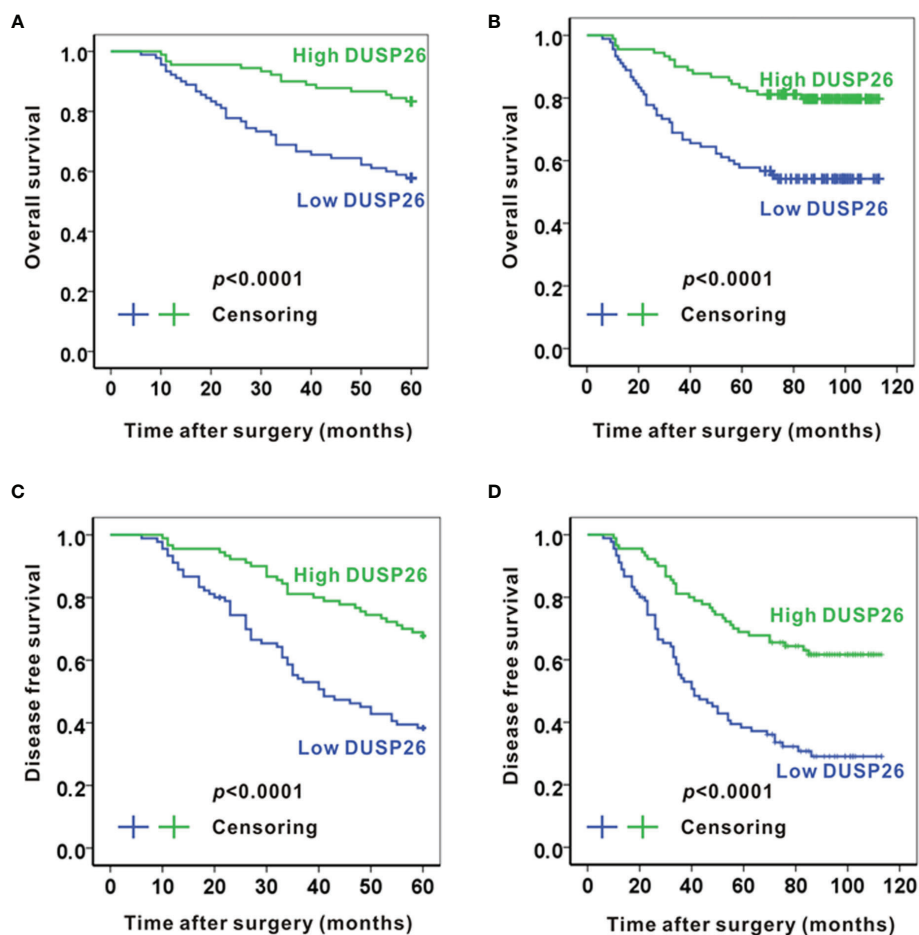 A
Overall survival
1.0
0.8
0.6
0.4
0.2
0.0
High DUSP26
Low DUSP26
p<0.0001
Censoring
0 10 20 30 40 50 60
Time after surgery (months)
B
Overall survival
1.0
0.8
0.6
0.4
0.2
0.0
High DUSP26
Low DUSP26
p<0.0001
Censoring
0 20 40 60 80 100 120
Time after surgery (months)
C
Disease free survival
1.0
0.8
0.6
0.4
0.2
0.0
High DUSP26
Low DUSP26
p<0.0001
Censoring
0 10 20 30 40 50 60
Time after surgery (months)
D
Disease free survival
1.0
0.8
0.6
0.4
0.2
0.0
High DUSP26
Low DUSP26
p<0.0001
Censoring
0 20 40 60 80 100 120
Time after surgery (months)